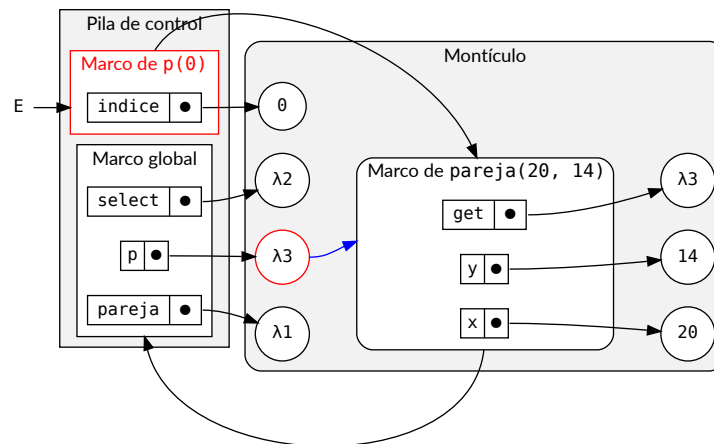 Pila de control
Marco de p(0)
E
indice
Marco global
select
p
pareja
Montículo
0
λ2
λ3
λ1
Marco de pareja(20, 14)
get
y
x
λ3
14
20